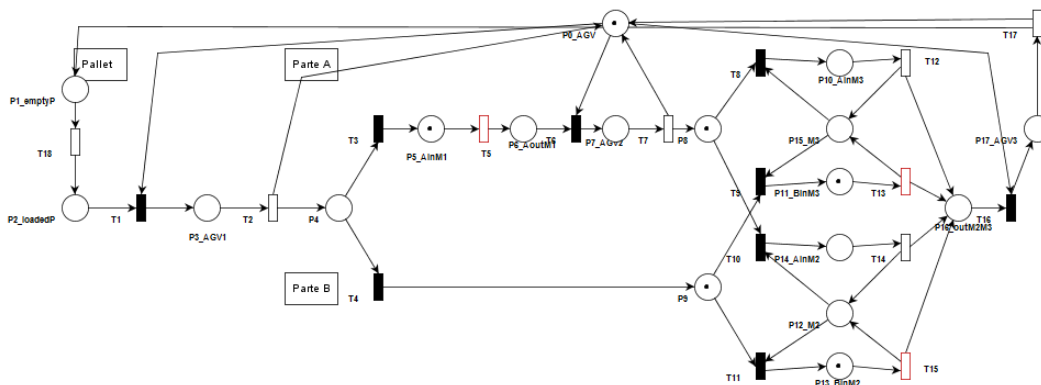 P0_AGV
T17
Pallet
Parte A
P1_emptyP
T8
P10_AinM3
T12
T3
P5_AinM1
T5
P6_AoutM1
T6
P7_AGV2
T7
P8
P15_M3
P17_AGV3
T18
T9
P11_BinM3
T13
P2_loadedP
T1
T2
P4
P16_outM2M3
T16
P3_AGV1
T10
P14_AinM2
T14
Parte B
T4
P9
P12_M2
T11
P13_BinM2
T15